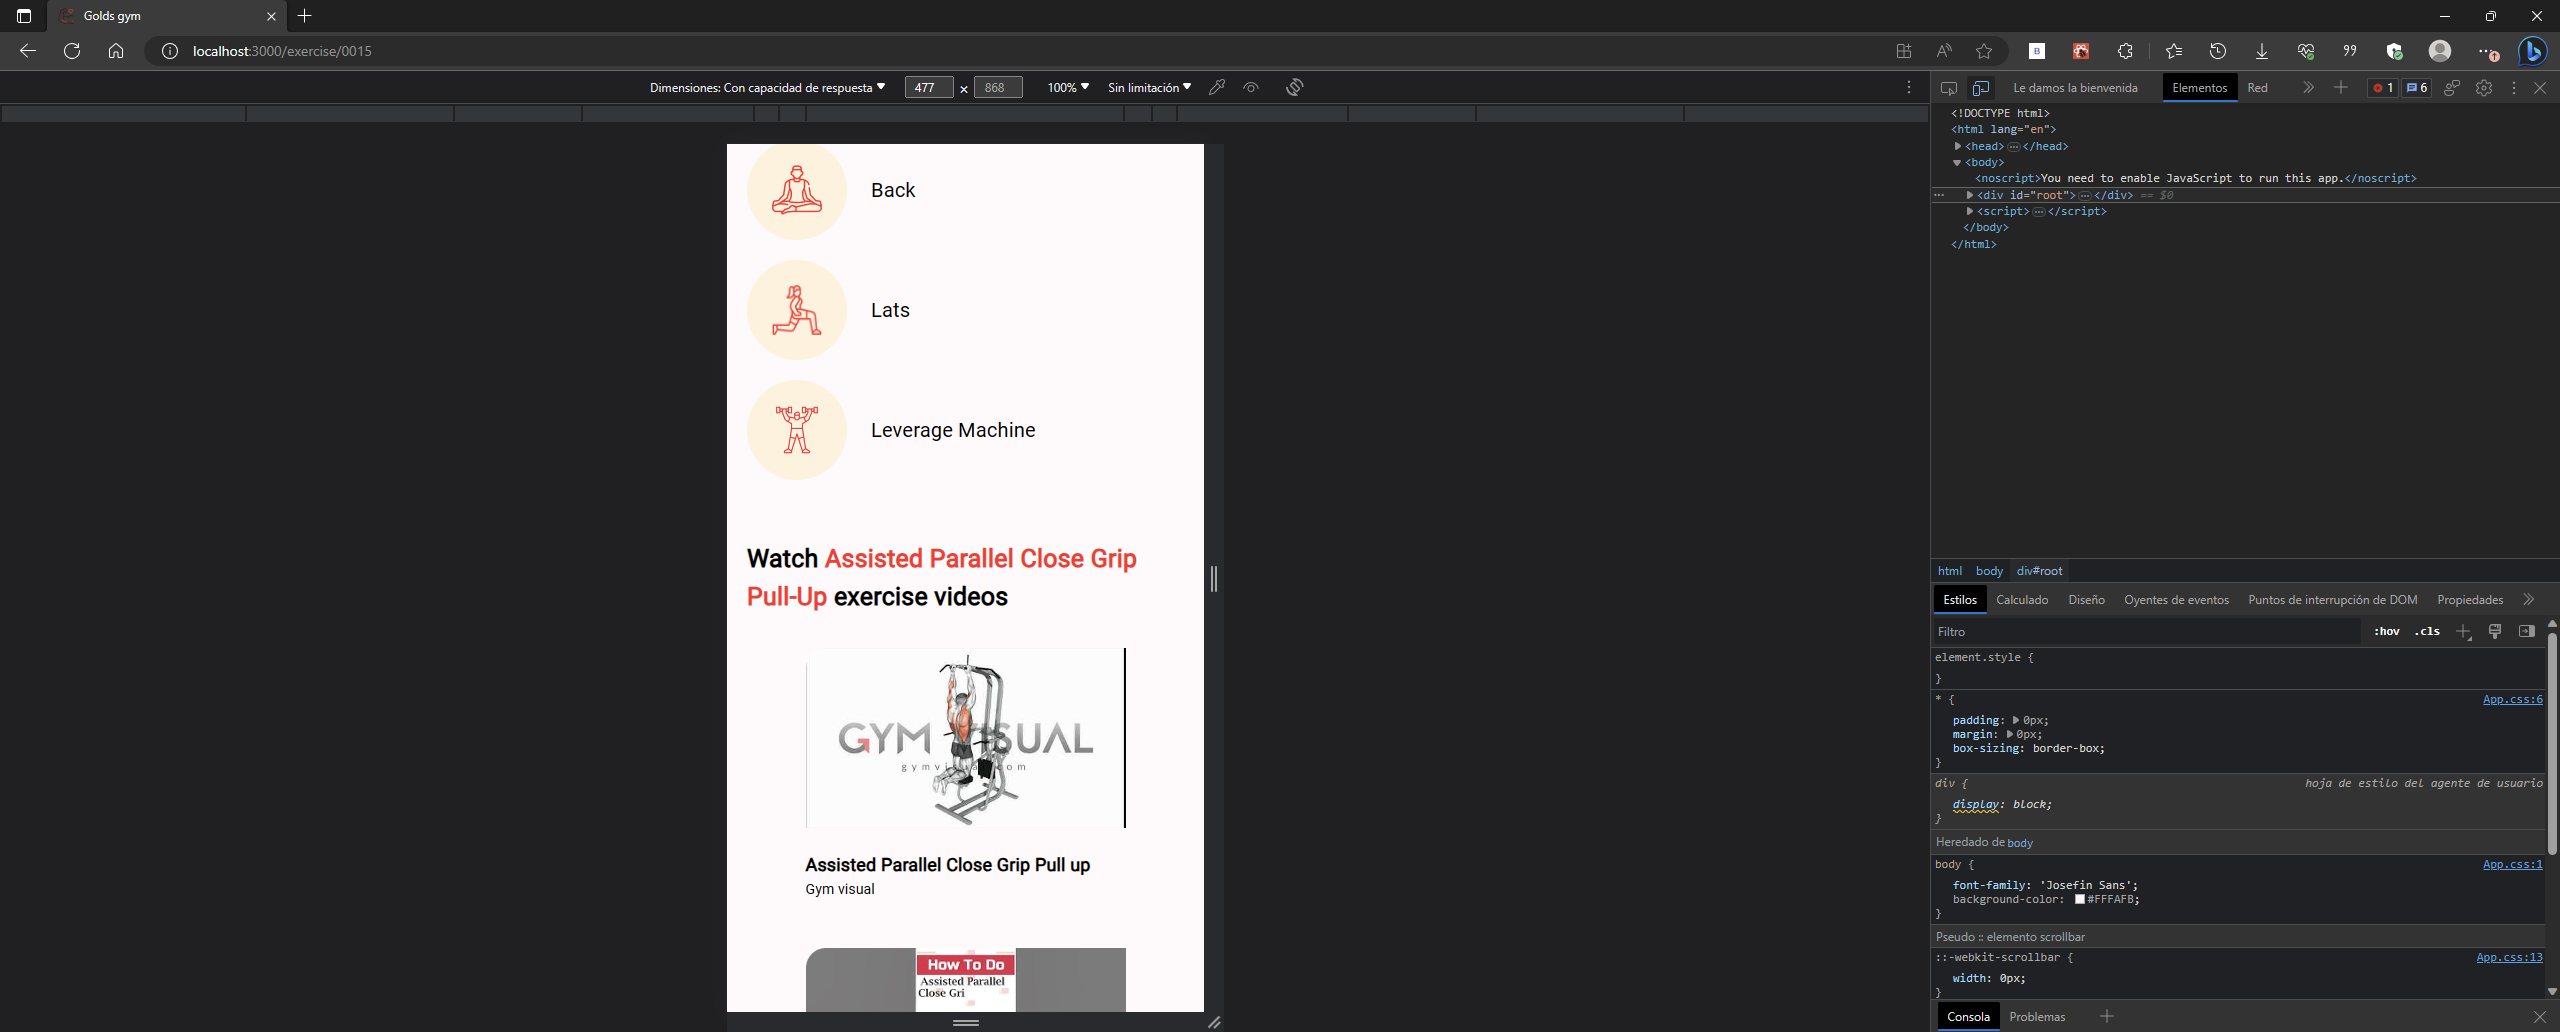 Golds gym
localhost:3000/exercise/0015
B
Dimensiones: Con capacidad de respuesta
477 × 868
100%
Sin limitación
Back
Lats
Leverage Machine
Watch Assisted Parallel Close Grip
Pull-Up exercise videos
GYM VISUAL
Assisted Parallel Close Grip Pull up
Gym visual
How To Do
Assisted Parallel
Close Gri
Le damos la bienvenida
Elementos
Red
1
6
<!DOCTYPE html>
<html lang="en">
<head>…</head>
<body>
<noscript>You need to enable JavaScript to run this app.</noscript>
<div id="root">…</div> == $0
<script>…</script>
</body>
</html>
html body div#root
Estilos Calculado Diseño Oyentes de eventos Puntos de interrupción de DOM Propiedades
Filtro
:hov .cls
element.style {
}
* {
App.css:6
padding: 0px;
margin: 0px;
box-sizing: border-box;
}
div {
hoja de estilo del agente de usuario
display: block;
}
Heredado de body
body {
App.css:1
font-family: 'Josefin Sans';
background-color: #FFFAFB;
}
Pseudo :: elemento scrollbar
::-webkit-scrollbar {
App.css:13
width: 0px;
}
Consola
Problemas